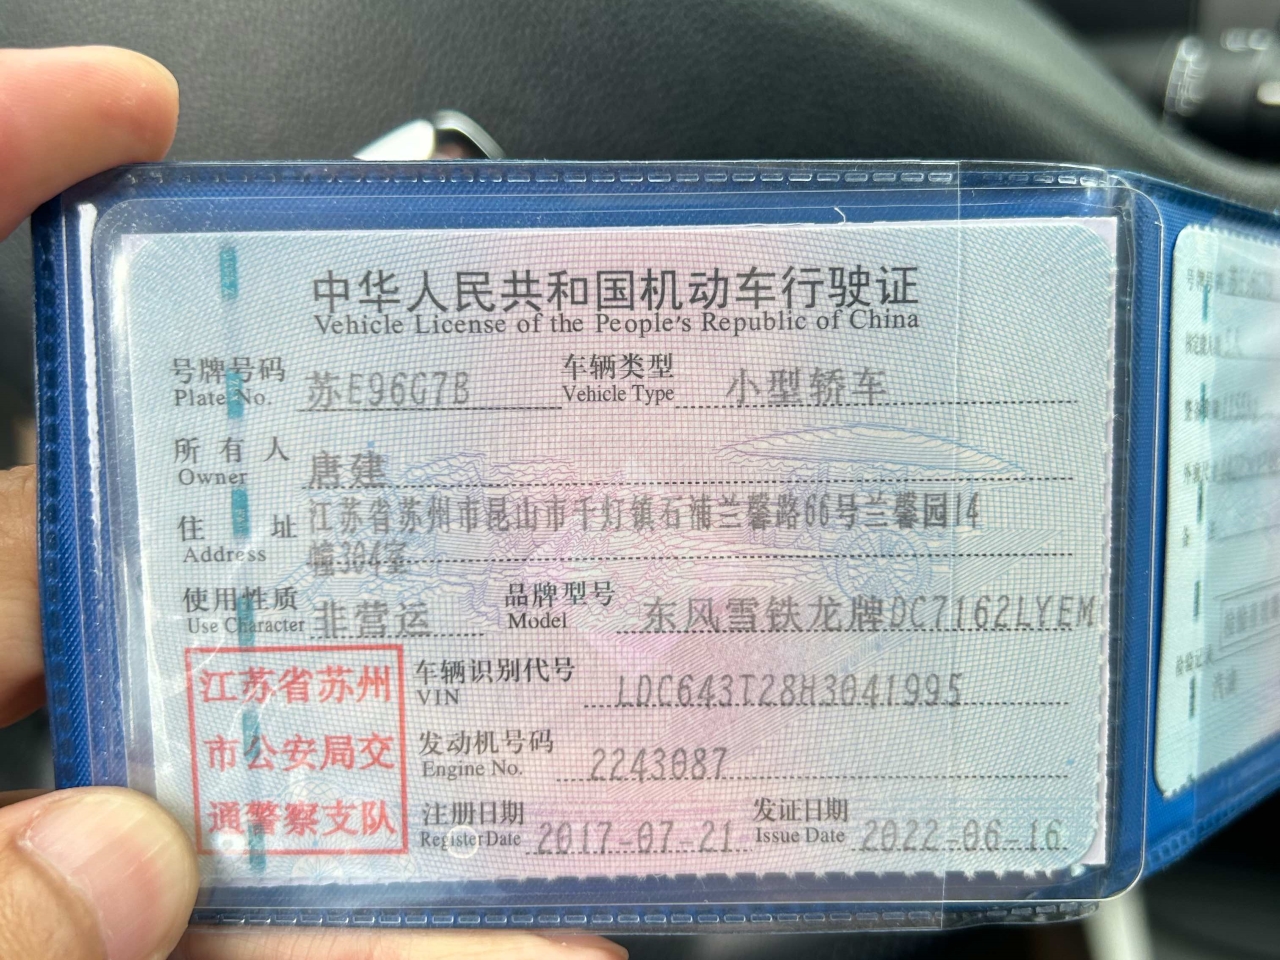 中华人民共和国机动车行驶证
Vehicle License of the People's Republic of China
号牌号码 苏E96G7B 车辆类型 小型轿车
Plate No. Vehicle Type
所有人 唐建
Owner
住址 江苏省苏州市昆山市千灯镇石浦兰馨路66号兰馨园14
Address 幢304室
使用性质 非营运 品牌型号 东风雪铁龙牌DC7162LYEM
Use Character Model
江苏省苏州
市公安局交
通警察支队
车辆识别代号 LDC643T28H3041995
VIN
发动机号码 2243087
Engine No.
注册日期 2017-07-21 发证日期 2022-06-16
Register Date Issue Date